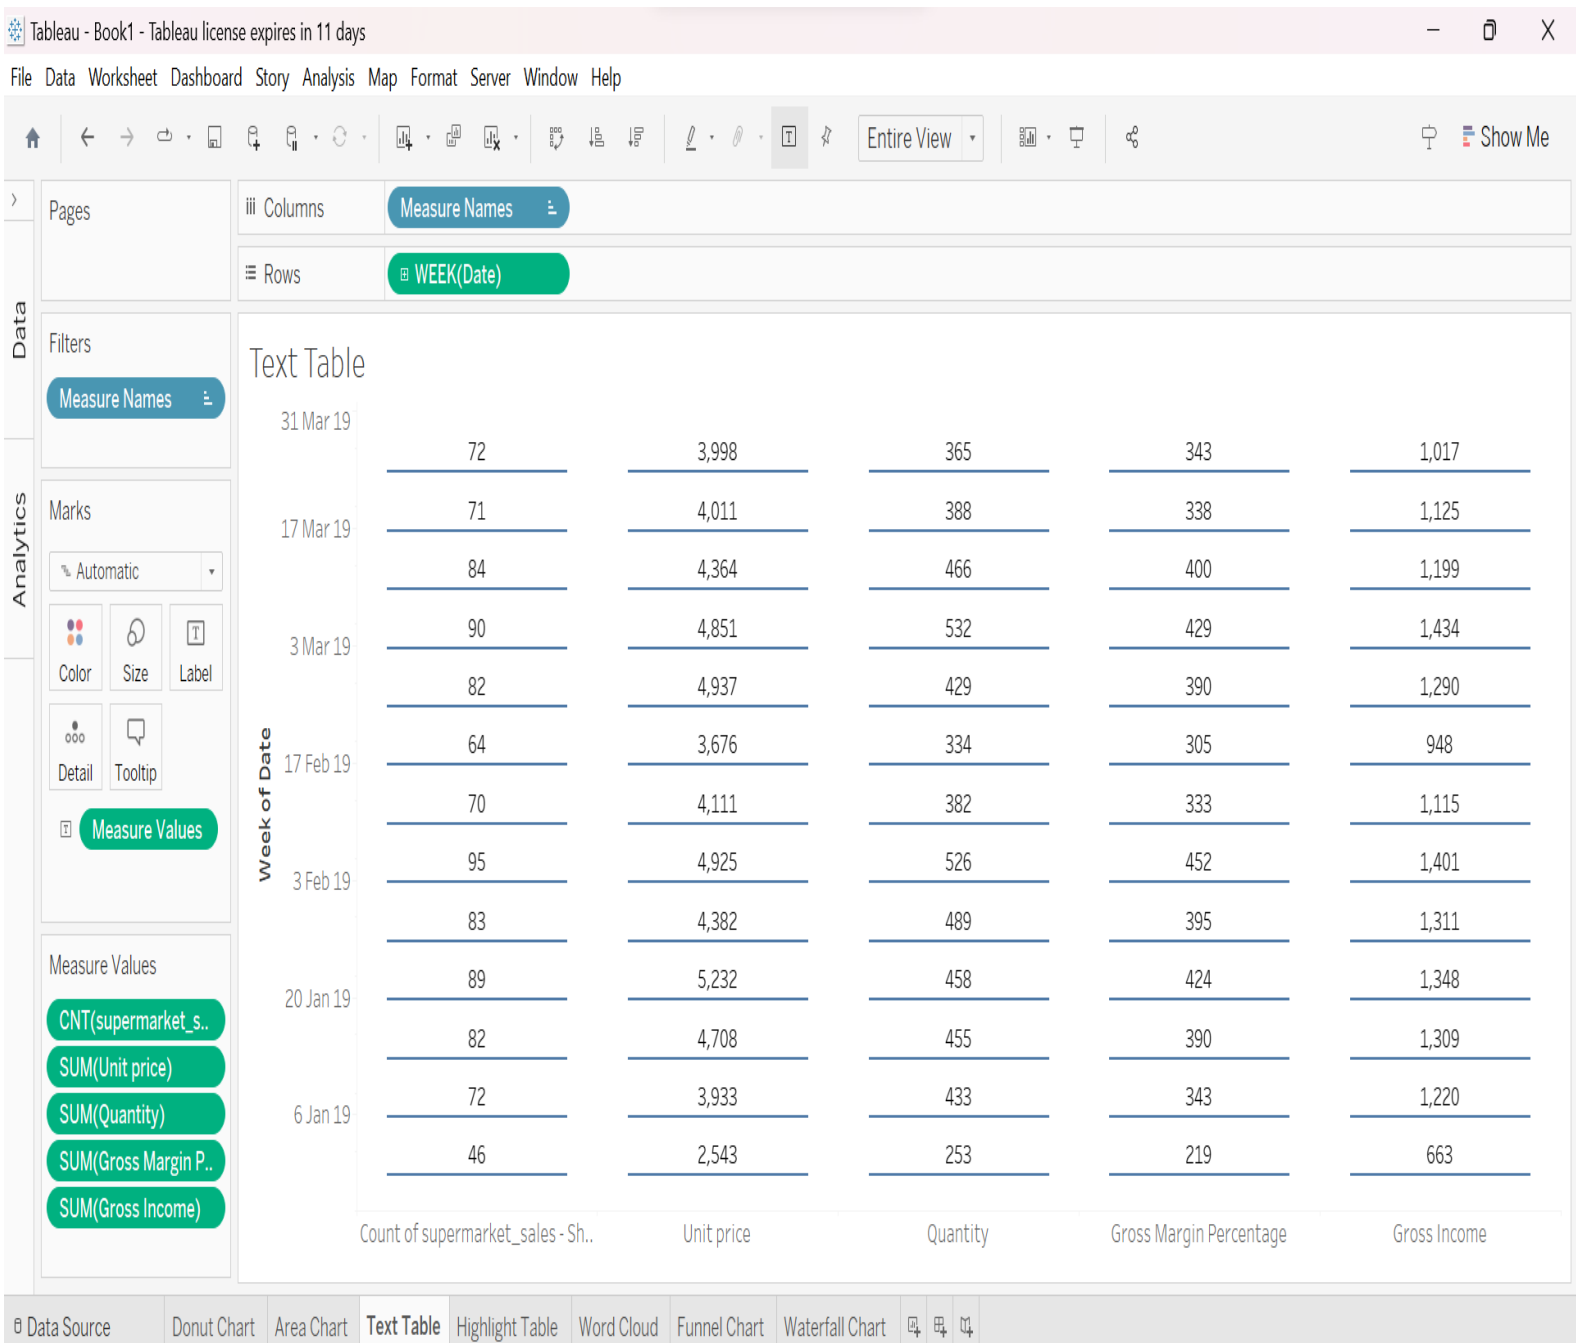 Tableau - Book1 - Tableau license expires in 11 days
File Data Worksheet Dashboard Story Analysis Map Format Server Window Help
Entire View
Show Me
Pages
Columns
Measure Names
Rows
WEEK(Date)
Data
Analytics
Filters
Measure Names
Marks
Automatic
Color Size Label
Detail Tooltip
Measure Values
Measure Values
CNT(supermarket_s..
SUM(Unit price)
SUM(Quantity)
SUM(Gross Margin P..
SUM(Gross Income)
Text Table
Week of Date
31 Mar 19
72 3,998 365 343 1,017
71 4,011 388 338 1,125
17 Mar 19
84 4,364 466 400 1,199
90 4,851 532 429 1,434
3 Mar 19
82 4,937 429 390 1,290
64 3,676 334 305 948
17 Feb 19
70 4,111 382 333 1,115
95 4,925 526 452 1,401
3 Feb 19
83 4,382 489 395 1,311
89 5,232 458 424 1,348
20 Jan 19
82 4,708 455 390 1,309
72 3,933 433 343 1,220
6 Jan 19
46 2,543 253 219 663
Count of supermarket_sales - Sh.. Unit price Quantity Gross Margin Percentage Gross Income
Data Source Donut Chart Area Chart Text Table Highlight Table Word Cloud Funnel Chart Waterfall Chart